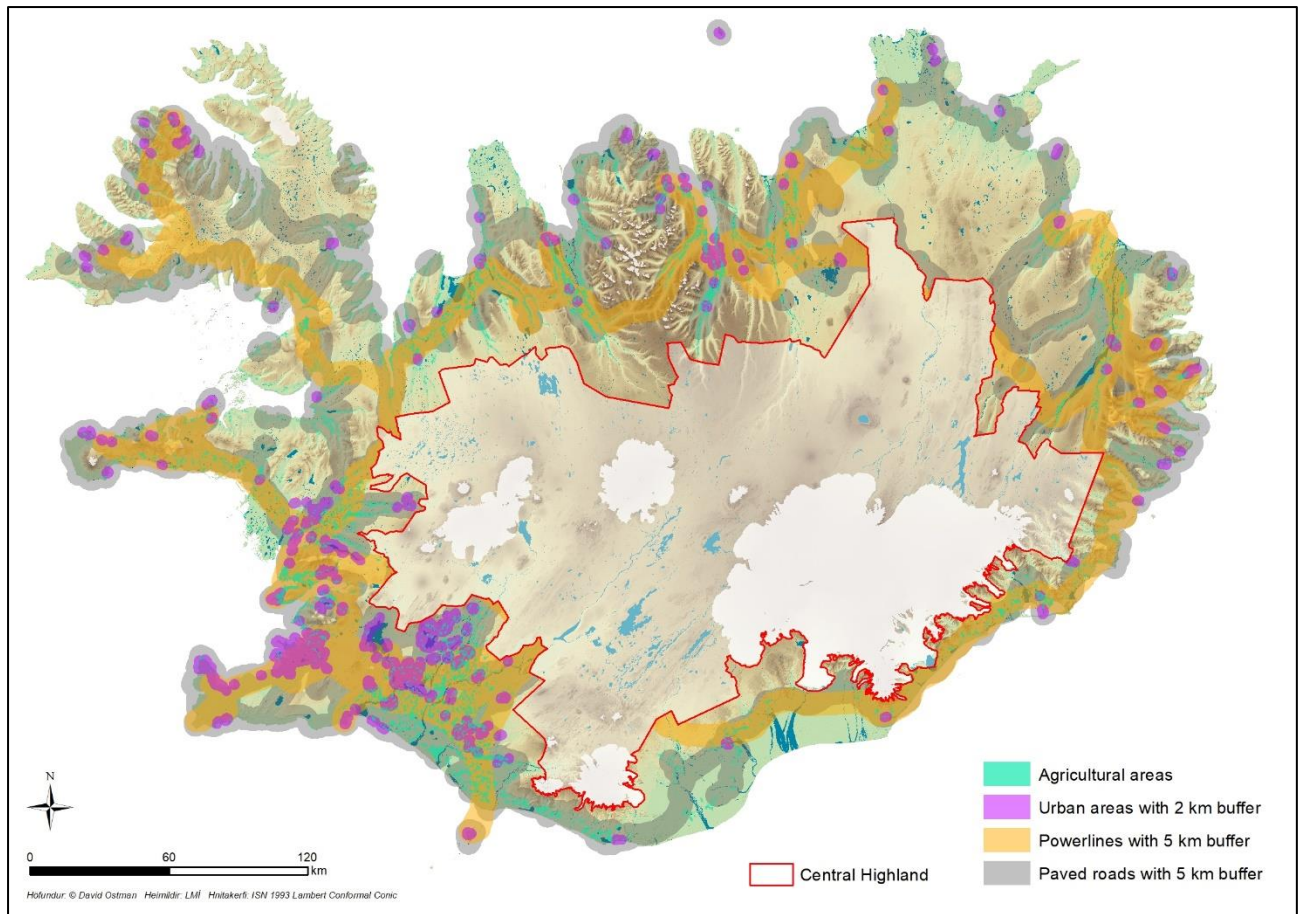 Agricultural areas
Urban areas with 2 km buffer
Powerlines with 5 km buffer
Paved roads with 5 km buffer
Central Highland
N
0 60 120
km
Höfundur: © David Ostman Heimildir: LMÍ Hnitakerfi: ISN 1993 Lambert Conformal Conic